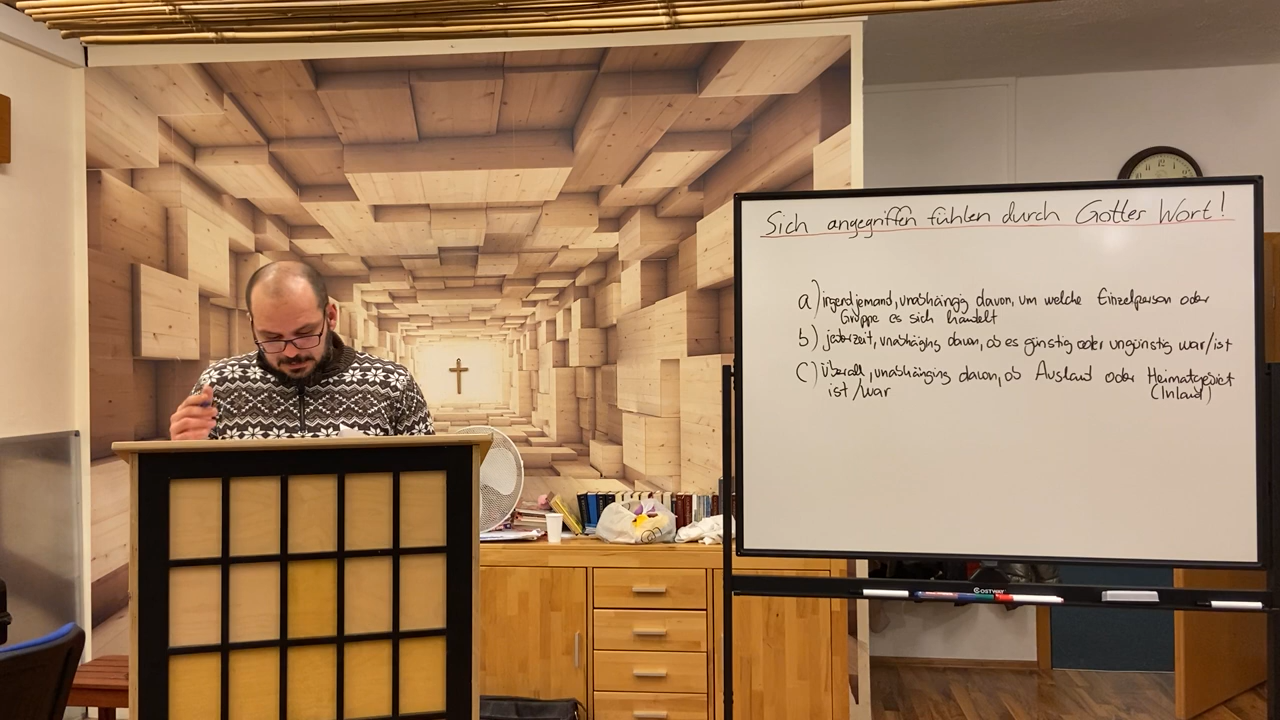 Sich angegriffen fühlen durch Gottes Wort!
a) irgendjemand, unabhängig davon, um welche Einzelperson oder
Gruppe es sich handelt
b) jederzeit, unabhängig davon, ob es günstig oder ungünstig war/ist
c) überall, unabhänging davon, ob Ausland oder Heimatgebiet
ist/war (Inland)
COSTWAY